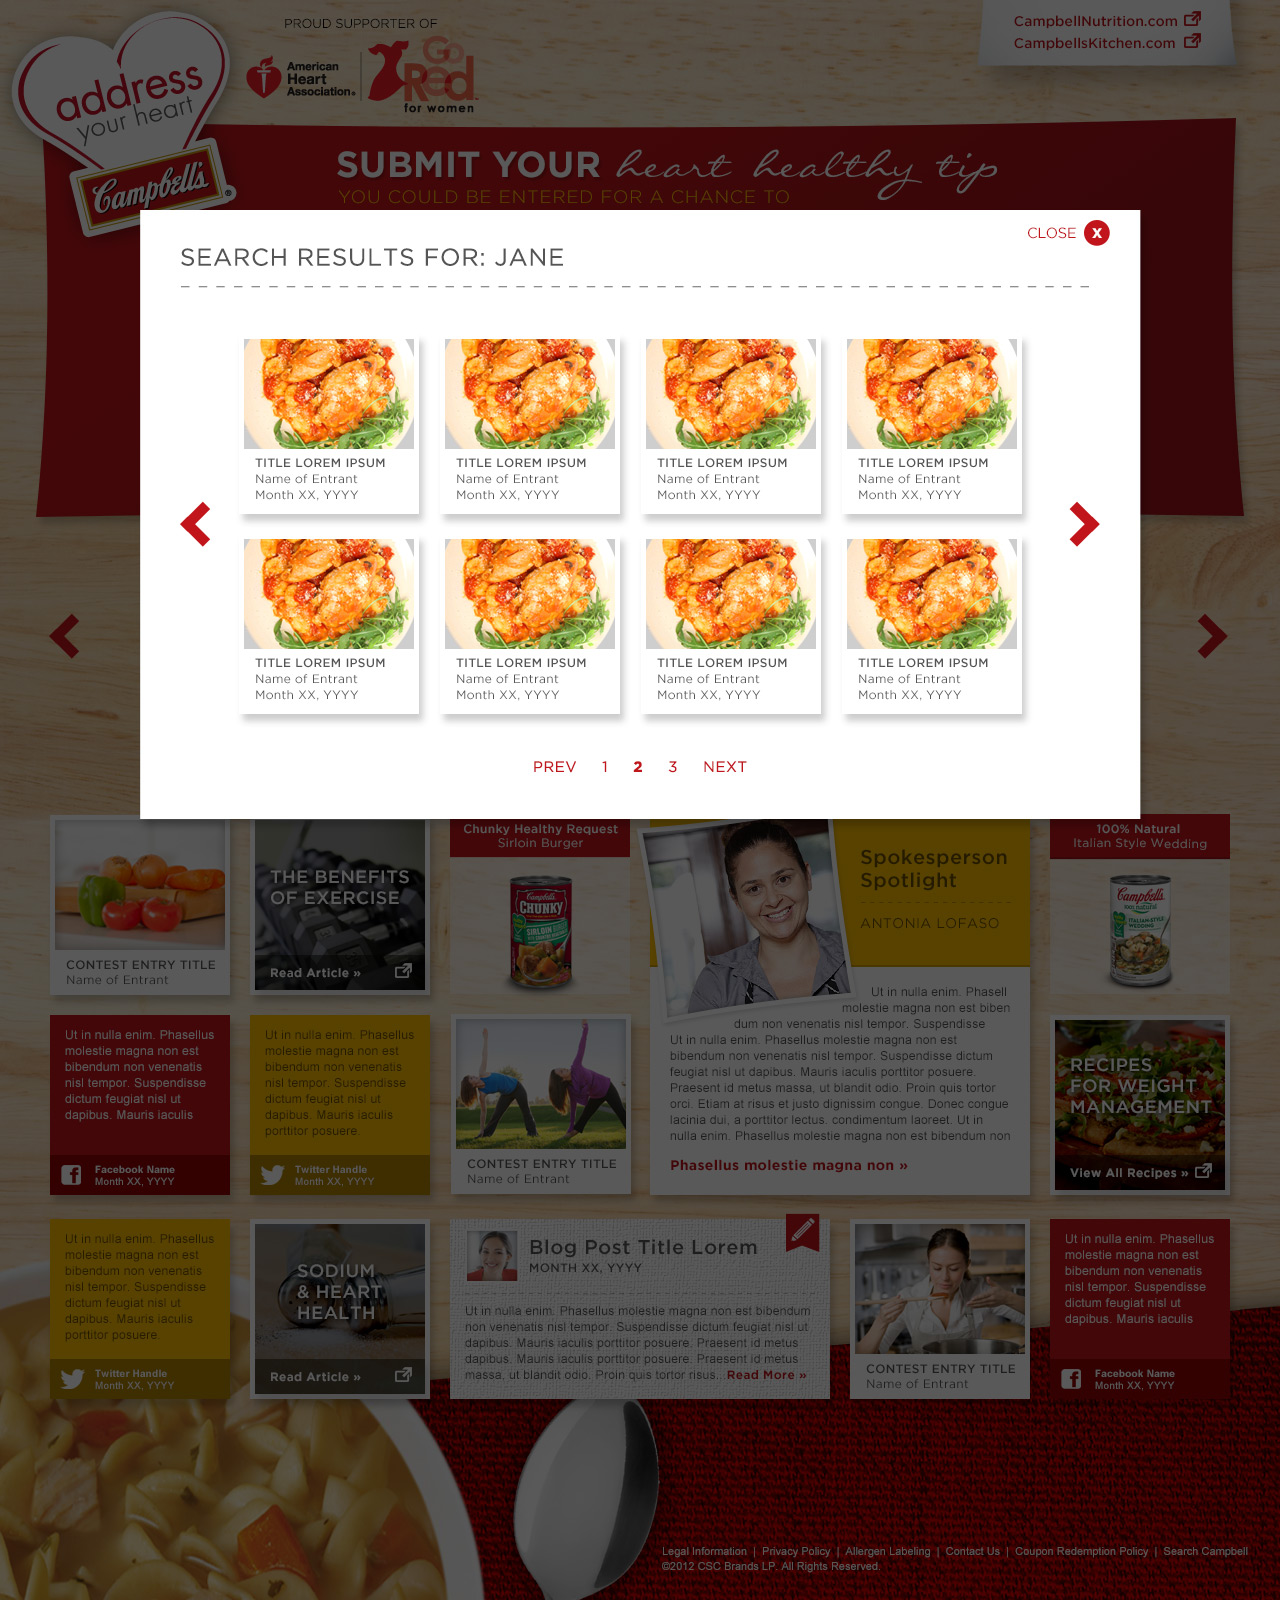 PROUD SUPPORTER OF
American
Heart
Association®
Go
Red
for women
CampbellNutrition.com
CampbellsKitchen.com
address
your heart
Campbell's®
SUBMIT YOUR heart healthy tip
YOU COULD BE ENTERED FOR A CHANCE TO
CLOSE X
SEARCH RESULTS FOR: JANE
TITLE LOREM IPSUM
Name of Entrant
Month XX, YYYY
TITLE LOREM IPSUM
Name of Entrant
Month XX, YYYY
TITLE LOREM IPSUM
Name of Entrant
Month XX, YYYY
TITLE LOREM IPSUM
Name of Entrant
Month XX, YYYY
TITLE LOREM IPSUM
Name of Entrant
Month XX, YYYY
TITLE LOREM IPSUM
Name of Entrant
Month XX, YYYY
TITLE LOREM IPSUM
Name of Entrant
Month XX, YYYY
TITLE LOREM IPSUM
Name of Entrant
Month XX, YYYY
PREV 1 2 3 NEXT
CONTEST ENTRY TITLE
Name of Entrant
THE BENEFITS
OF EXERCISE
Read Article »
Chunky Healthy Request
Sirloin Burger
Campbell's
CHUNKY
SIRLOIN BURGER
Spokesperson
Spotlight
ANTONIA LOFASO
Ut in nulla enim. Phasell
molestie magna non est biben
dum non venenatis nisl tempor. Suspendisse
Ut in nulla enim. Phasellus molestie magna non est
bibendum non venenatis nisl tempor. Suspendisse dictum
feugiat nisl ut dapibus. Mauris iaculis porttitor posuere.
Praesent id metus massa, ut blandit odio. Proin quis tortor
orci. Etiam at risus et justo dignissim congue. Donec congue
lacinia dui, a porttitor lectus. condimentum laoreet. Ut in
nulla enim. Phasellus molestie magna non est bibendum non
Phasellus molestie magna non »
100% Natural
Italian Style Wedding
Campbell's
100% natural
ITALIAN-STYLE
WEDDING
Ut in nulla enim. Phasellus
molestie magna non est
bibendum non venenatis
nisl tempor. Suspendisse
dictum feugiat nisl ut
dapibus. Mauris iaculis
Facebook Name
Month XX, YYYY
Ut in nulla enim. Phasellus
molestie magna non est
bibendum non venenatis
nisl tempor. Suspendisse
dictum feugiat nisl ut
dapibus. Mauris iaculis
porttitor posuere.
Twitter Handle
Month XX, YYYY
CONTEST ENTRY TITLE
Name of Entrant
RECIPES
FOR WEIGHT
MANAGEMENT
View All Recipes »
Ut in nulla enim. Phasellus
molestie magna non est
bibendum non venenatis
nisl tempor. Suspendisse
dictum feugiat nisl ut
dapibus. Mauris iaculis
porttitor posuere.
Twitter Handle
Month XX, YYYY
SODIUM
& HEART
HEALTH
Read Article »
Blog Post Title Lorem
MONTH XX, YYYY
Ut in nulla enim. Phasellus molestie magna non est bibendum
non venenatis nisl tempor. Suspendisse dictum feugiat nisl ut
dapibus. Mauris iaculis porttitor posuere. Praesent id metus
dapibus. Mauris iaculis porttitor posuere. Praesent id metus
massa, ut blandit odio. Proin quis tortor risus...Read More »
CONTEST ENTRY TITLE
Name of Entrant
Ut in nulla enim. Phasellus
molestie magna non est
bibendum non venenatis
nisl tempor. Suspendisse
dictum feugiat nisl ut
dapibus. Mauris iaculis
Facebook Name
Month XX, YYYY
Legal Information | Privacy Policy | Allergen Labeling | Contact Us | Coupon Redemption Policy | Search Campbell
©2012 CSC Brands LP. All Rights Reserved.